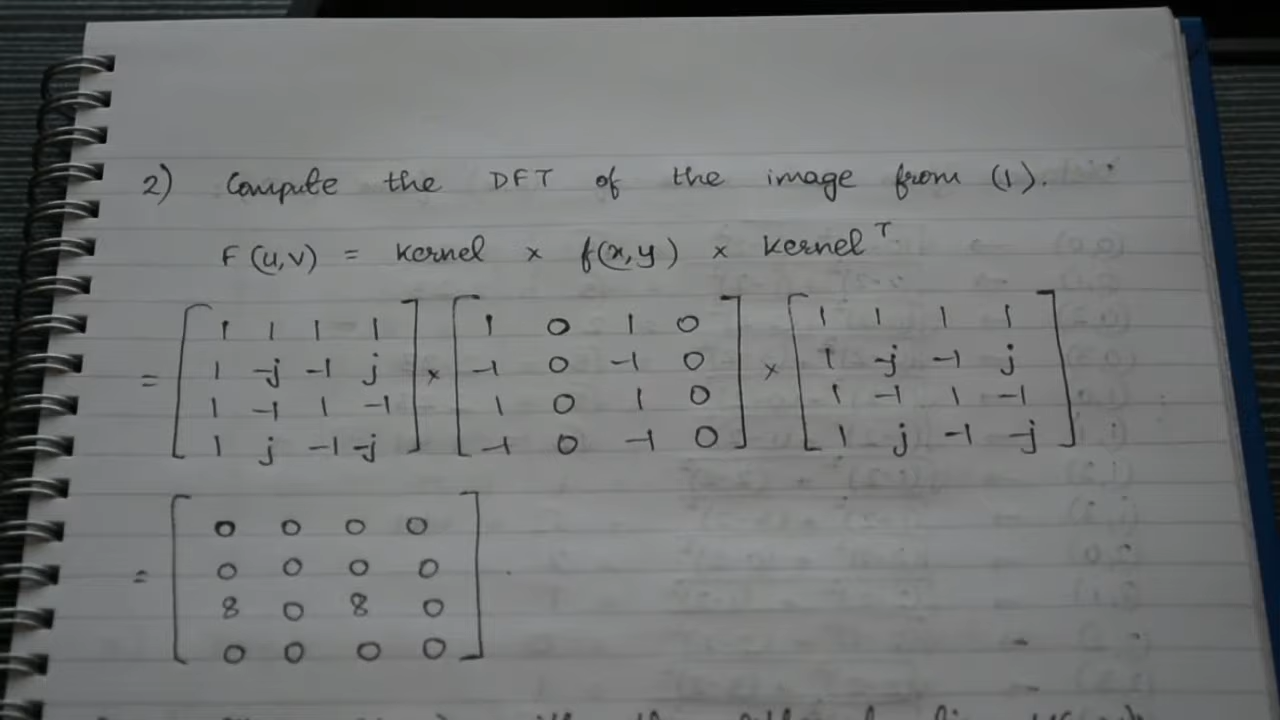 2) Compute the DFT of the image from (1).
F(u,v) = kernel × f(x,y) × kernel^T
= [1 1 1 1] × [1 0 1 0] × [1 1 1 1]
[1 -j -1 j] [-1 0 -1 0] [1 -j -1 j]
[1 -1 1 -1] [1 0 1 0] [1 -1 1 -1]
[1 j -1 -j] [-1 0 -1 0] [1 j -1 -j]
= [0 0 0 0]
[0 0 0 0]
[8 0 8 0]
[0 0 0 0]